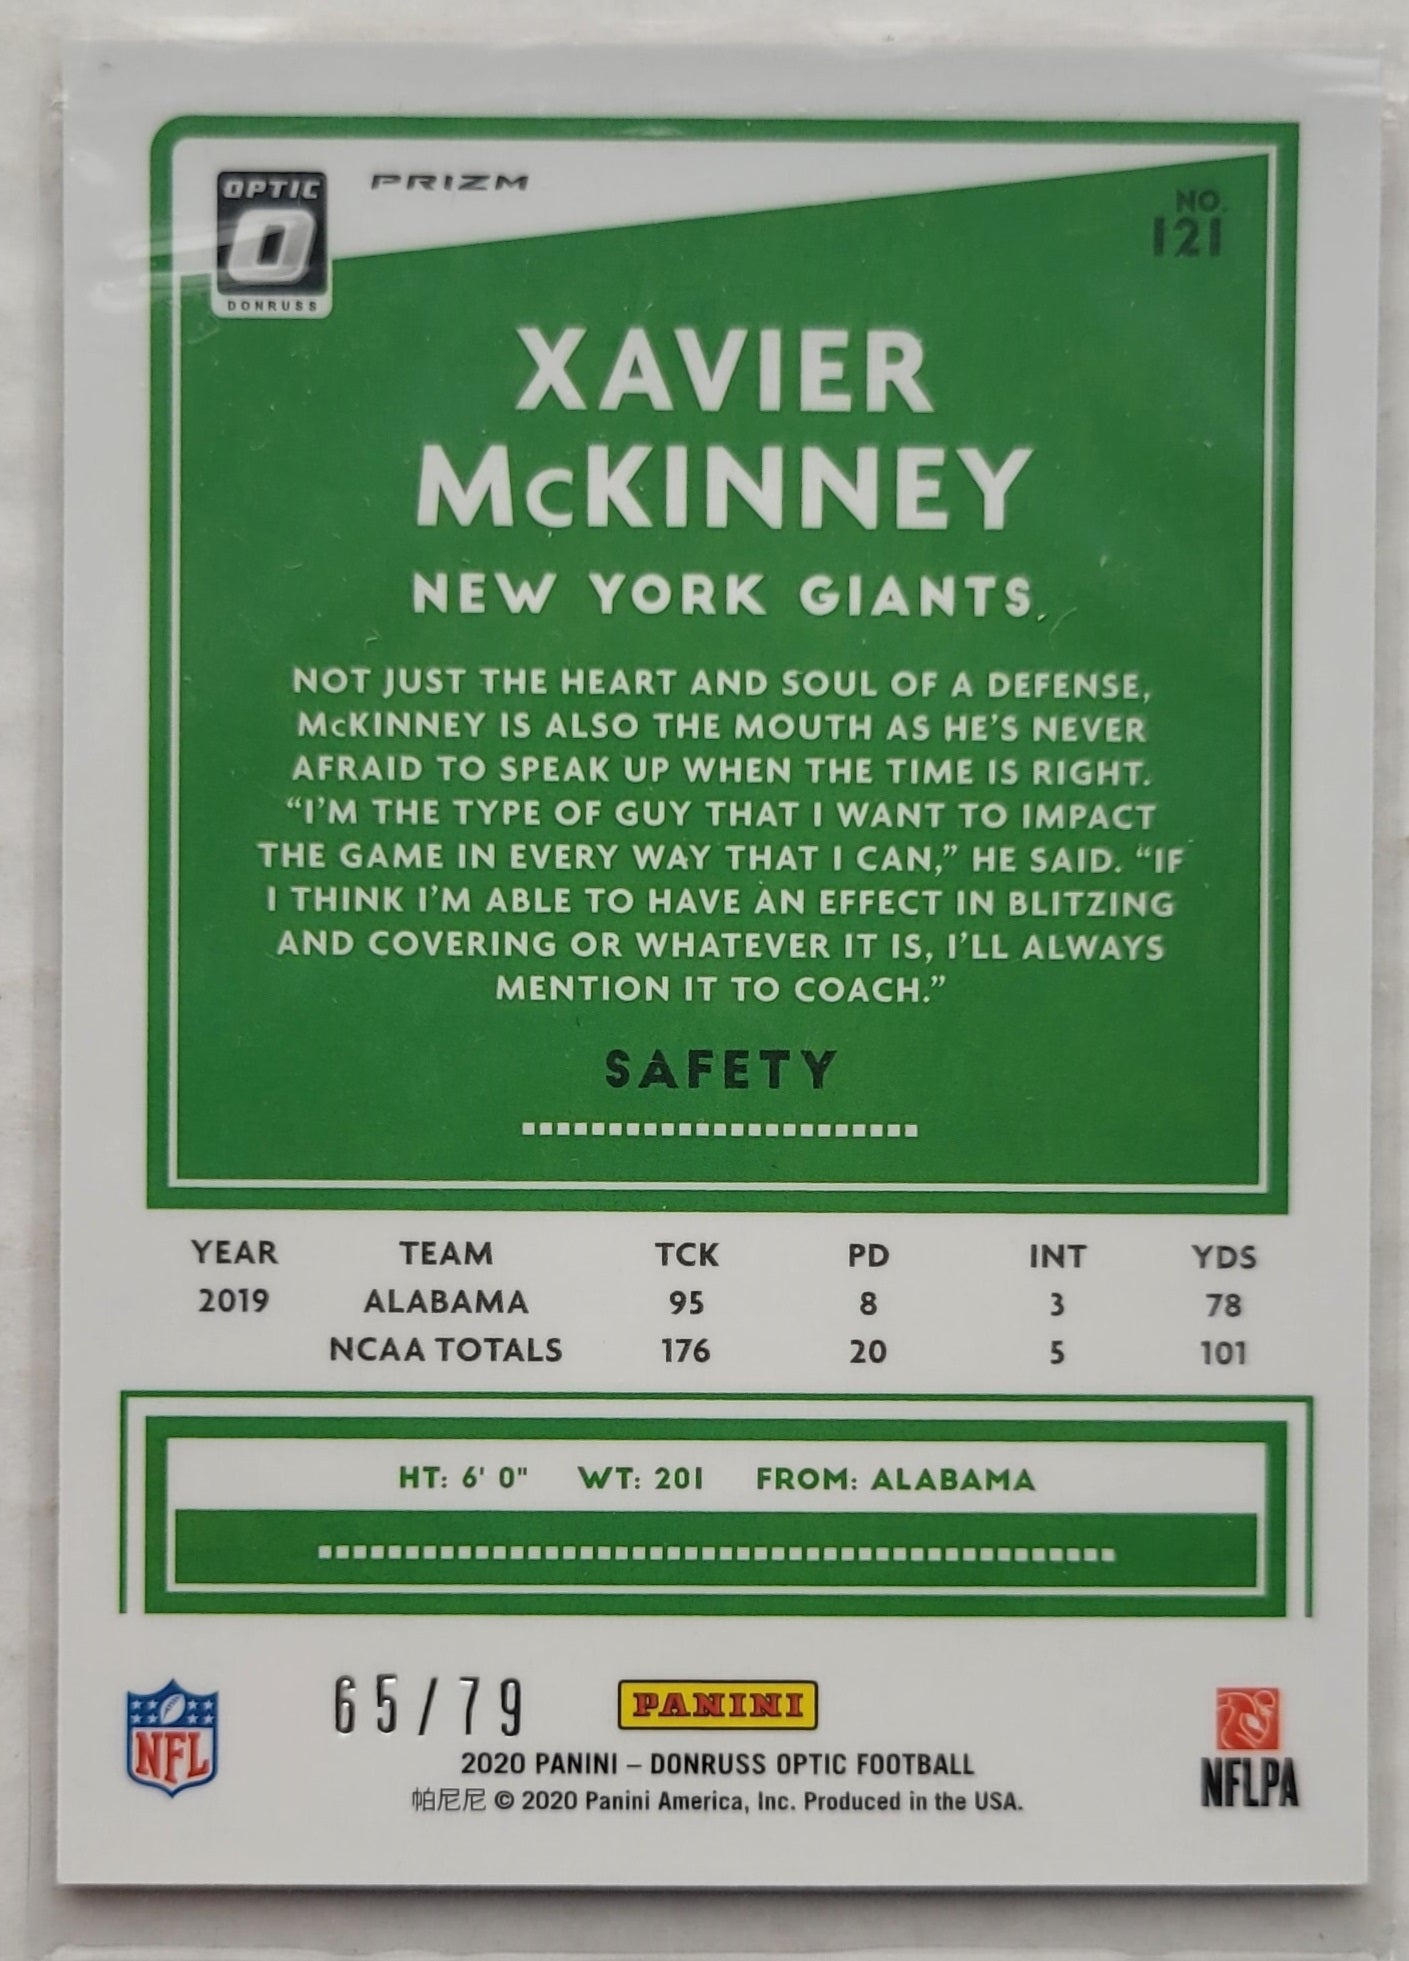 OPTIC
O
DONRUSS
PRIZM
NO.
121
XAVIER
McKINNEY
NEW YORK GIANTS
NOT JUST THE HEART AND SOUL OF A DEFENSE,
McKINNEY IS ALSO THE MOUTH AS HE'S NEVER
AFRAID TO SPEAK UP WHEN THE TIME IS RIGHT.
“I'M THE TYPE OF GUY THAT I WANT TO IMPACT
THE GAME IN EVERY WAY THAT I CAN,” HE SAID. “IF
I THINK I'M ABLE TO HAVE AN EFFECT IN BLITZING
AND COVERING OR WHATEVER IT IS, I'LL ALWAYS
MENTION IT TO COACH.”
SAFETY
YEAR TEAM TCK PD INT YDS
2019 ALABAMA 95 8 3 78
NCAA TOTALS 176 20 5 101
HT: 6' 0" WT: 201 FROM: ALABAMA
NFL
65/79
PANINI
2020 PANINI – DONRUSS OPTIC FOOTBALL
帕尼尼 © 2020 Panini America, Inc. Produced in the USA.
NFLPA